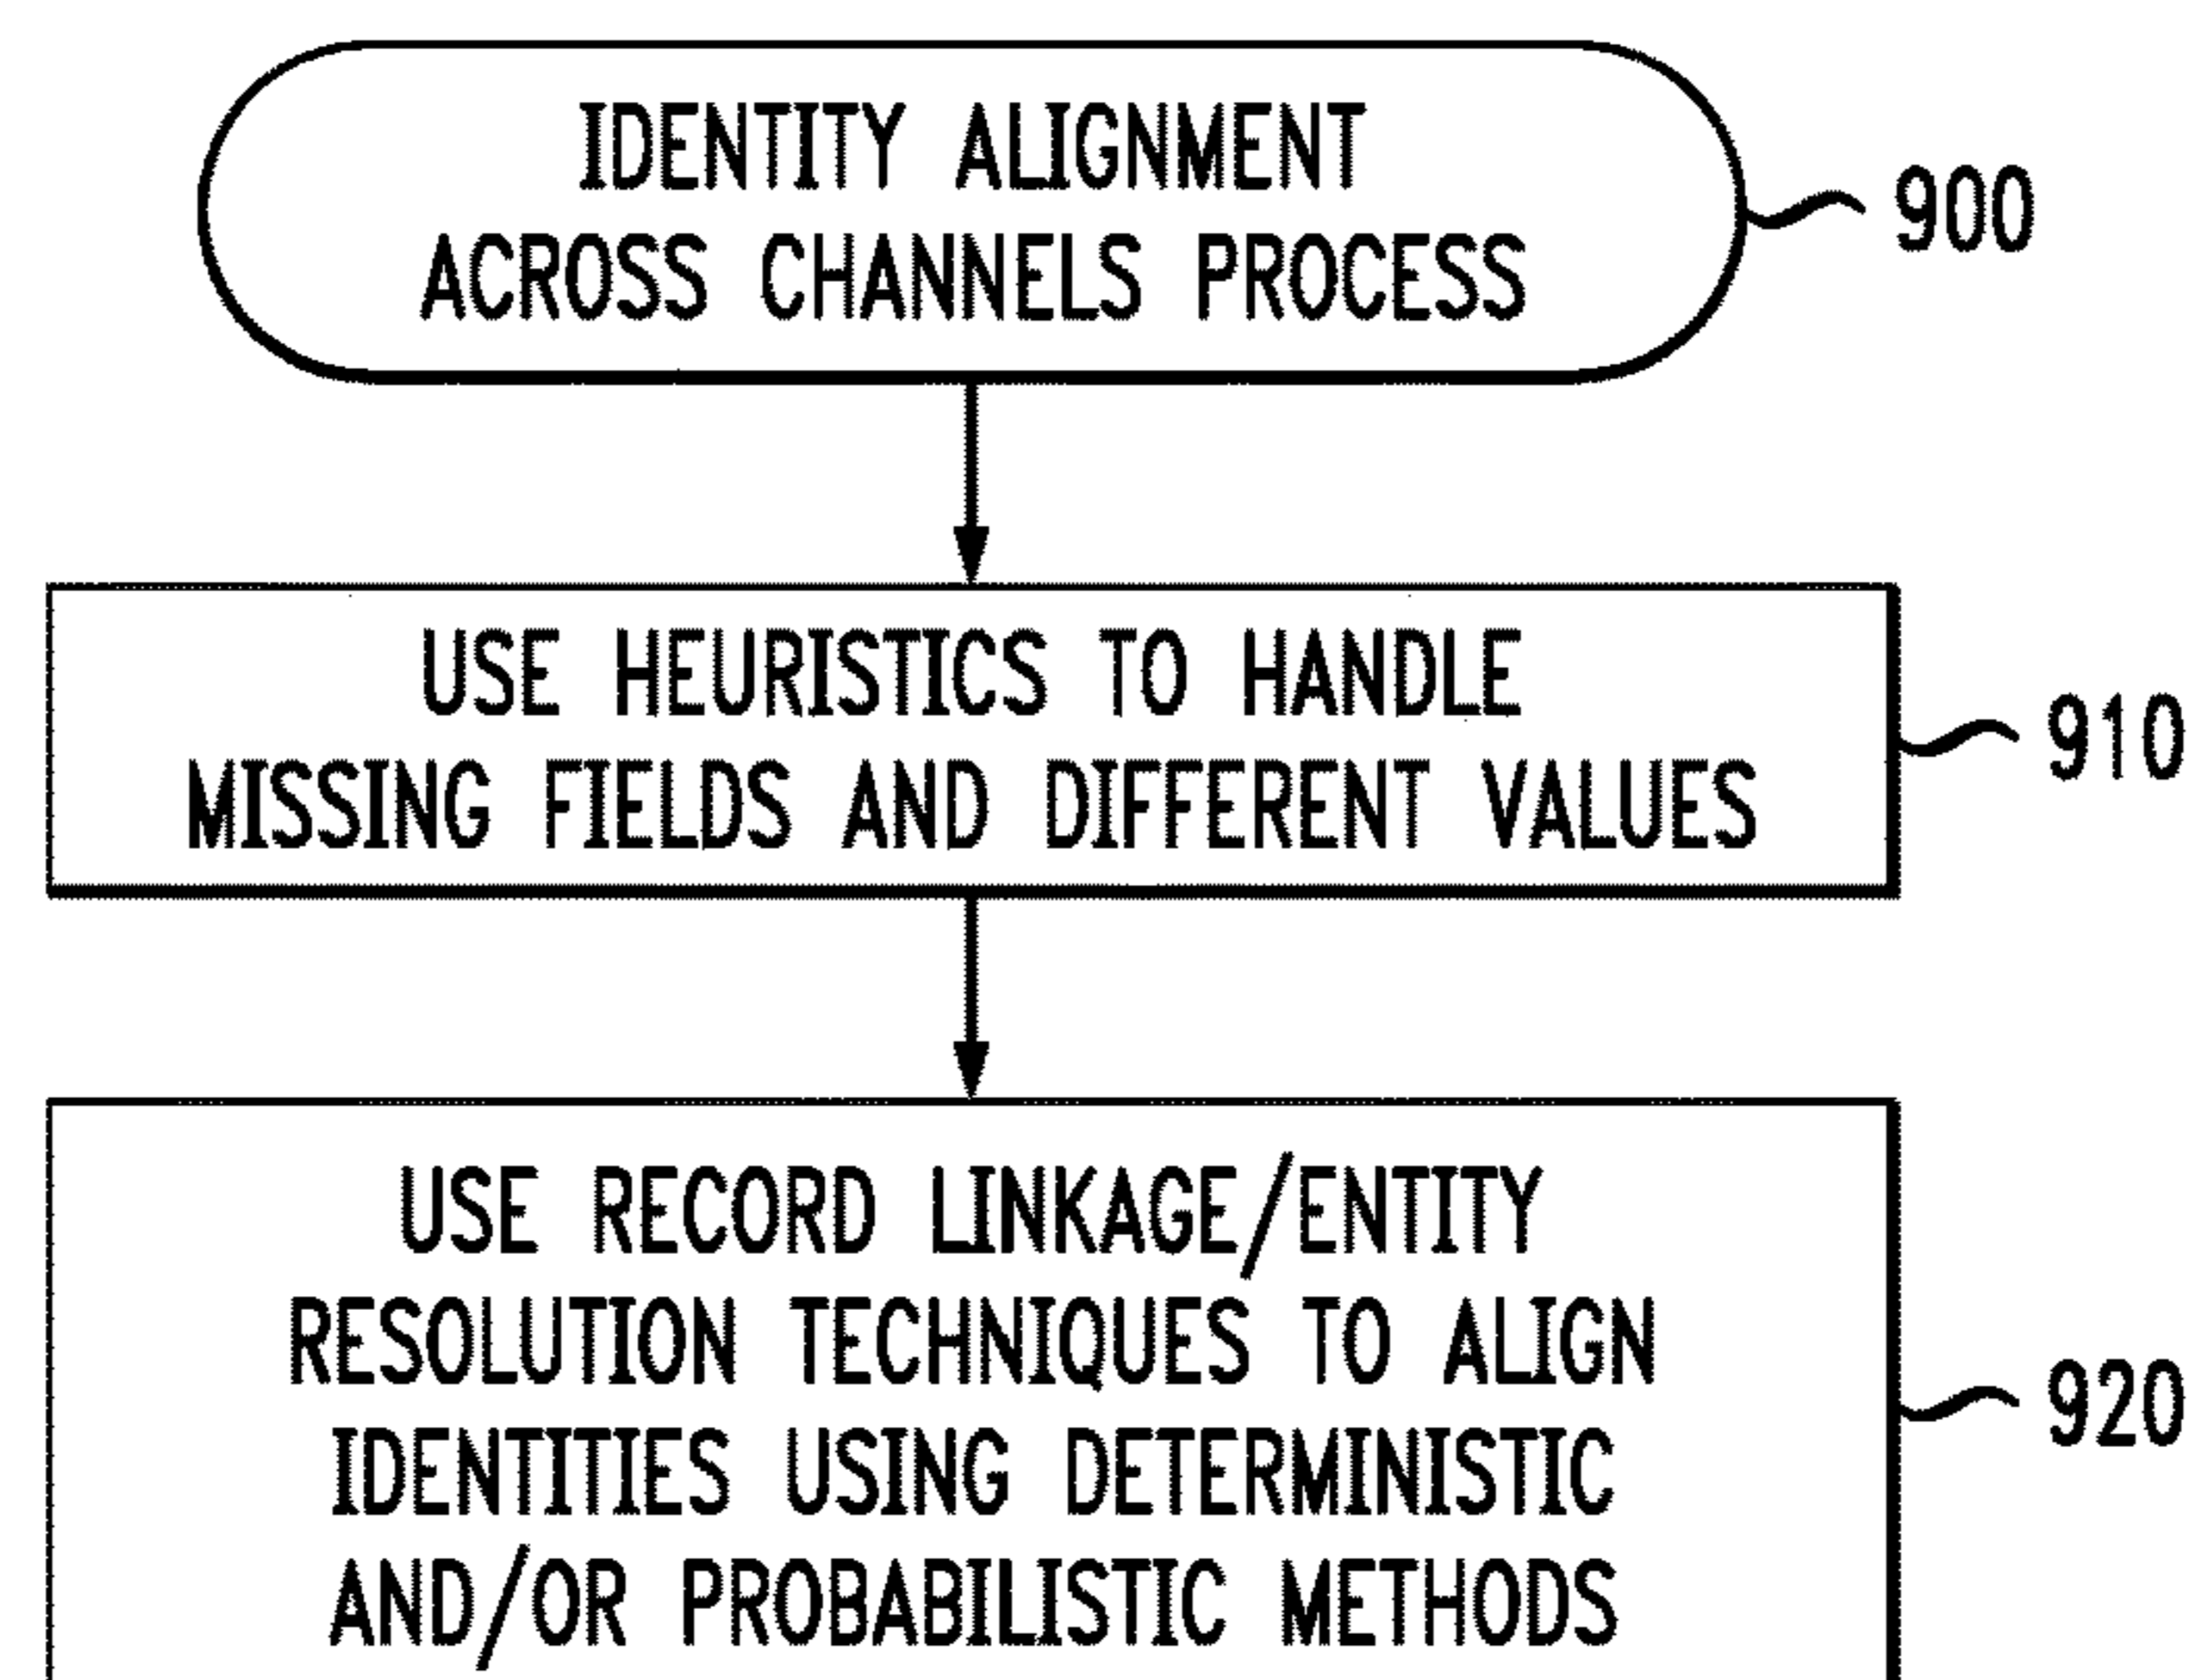 IDENTITY ALIGNMENT
ACROSS CHANNELS PROCESS
900
USE HEURISTICS TO HANDLE
MISSING FIELDS AND DIFFERENT VALUES
910
USE RECORD LINKAGE/ENTITY
RESOLUTION TECHNIQUES TO ALIGN
IDENTITIES USING DETERMINISTIC
AND/OR PROBABILISTIC METHODS
920